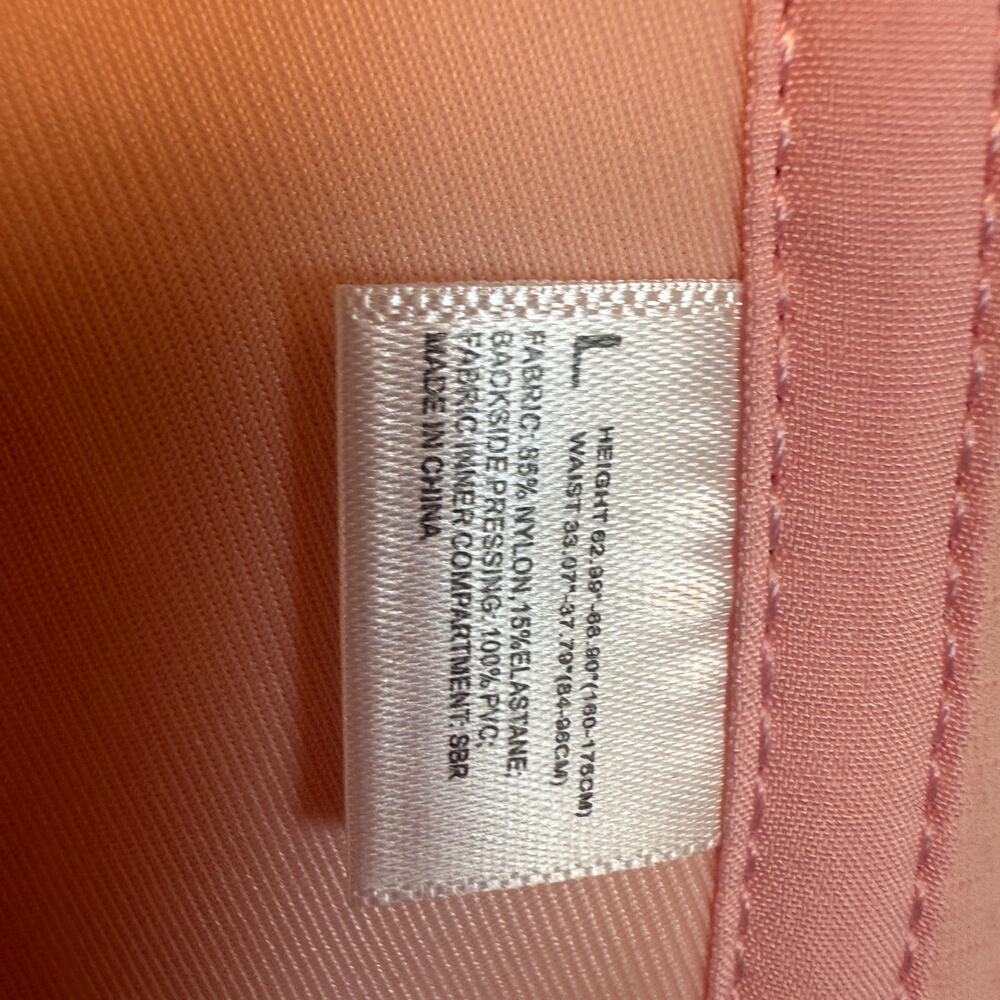 L
HEIGHT 62.99"-68.90"(160-175CM)
WAIST 33.07"-37.79"(84-96CM)
FABRIC: 85% NYLON,15%ELASTANE;
BACKSIDE PRESSING: 100% PVC;
FABRIC INNER COMPARTMENT: SBR
MADE IN CHINA